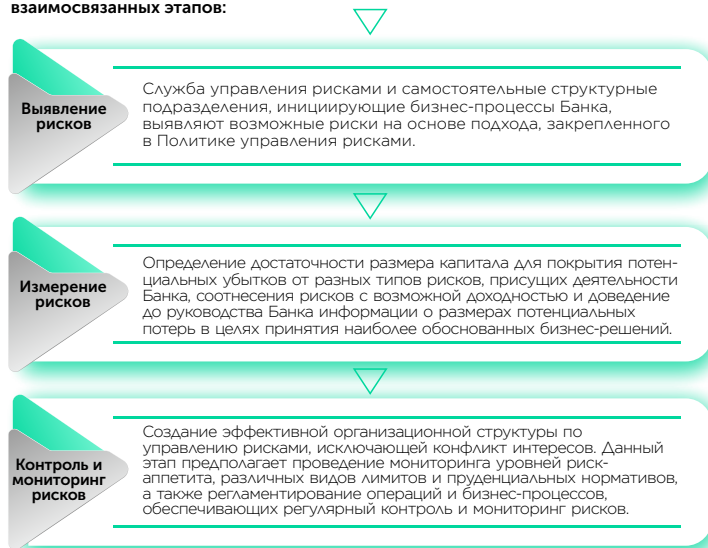 взаимосвязанных этапов:
Выявление
рисков
Служба управления рисками и самостоятельные структурные
подразделения, инициирующие бизнес-процессы Банка,
выявляют возможные риски на основе подхода, закрепленного
в Политике управления рисками.
Измерение
рисков
Определение достаточности размера капитала для покрытия потен-
циальных убытков от разных типов рисков, присущих деятельности
Банка, соотнесения рисков с возможной доходностью и доведение
до руководства Банка информации о размерах потенциальных
потерь в целях принятия наиболее обоснованных бизнес-решений.
Контроль и
мониторинг
рисков
Создание эффективной организационной структуры по
управлению рисками, исключающей конфликт интересов. Данный
этап предполагает проведение мониторинга уровней риск-
аппетита, различных видов лимитов и пруденциальных нормативов,
а также регламентирование операций и бизнес-процессов,
обеспечивающих регулярный контроль и мониторинг рисков.